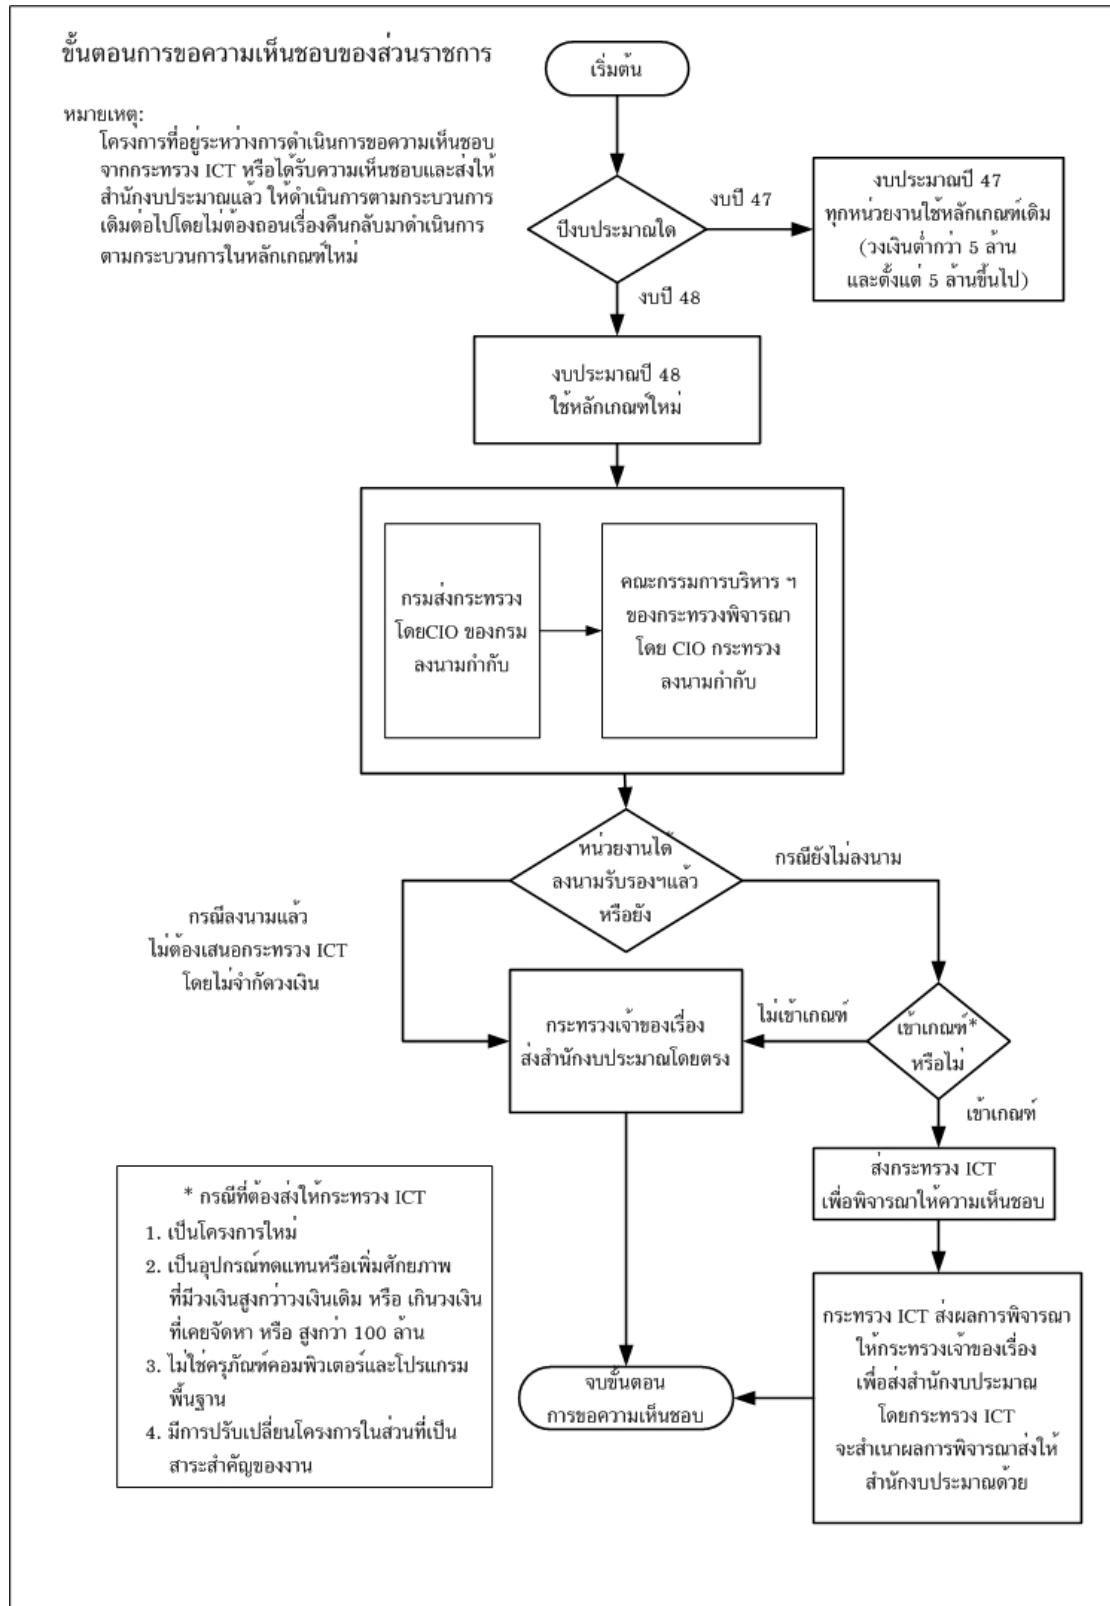 ขั้นตอนการขอความเห็นชอบของส่วนราชการ
หมายเหตุ:
โครงการที่อยู่ระหว่างการดำเนินการขอความเห็นชอบ
จากกระทรวง ICT หรือได้รับความเห็นชอบและส่งให้
สำนักงบประมาณแล้ว ให้ดำเนินการตามกระบวนการ
เดิมต่อไปโดยไม่ต้องถอนเรื่องคืนกลับมาดำเนินการ
ตามกระบวนการในหลักเกณฑ์ใหม่
เริ่มต้น
ปีงบประมาณใด
งบปี 47
งบประมาณปี 47
ทุกหน่วยงานใช้หลักเกณฑ์เดิม
(วงเงินต่ำกว่า 5 ล้าน
และตั้งแต่ 5 ล้านขึ้นไป)
งบปี 48
งบประมาณปี 48
ใช้หลักเกณฑ์ใหม่
กรมส่งกระทรวง
โดยCIO ของกรม
ลงนามกำกับ
คณะกรรมการบริหาร ฯ
ของกระทรวงพิจารณา
โดย CIO กระทรวง
ลงนามกำกับ
หน่วยงานได้
ลงนามรับรองฯแล้ว
หรือยัง
กรณียังไม่ลงนาม
กรณีลงนามแล้ว
ไม่ต้องเสนอกระทรวง ICT
โดยไม่จำกัดวงเงิน
กระทรวงเจ้าของเรื่อง
ส่งสำนักงบประมาณโดยตรง
ไม่เข้าเกณฑ์
เข้าเกณฑ์*
หรือไม่
เข้าเกณฑ์
ส่งกระทรวง ICT
เพื่อพิจารณาให้ความเห็นชอบ
กระทรวง ICT ส่งผลการพิจารณา
ให้กระทรวงเจ้าของเรื่อง
เพื่อส่งสำนักงบประมาณ
โดยกระทรวง ICT
จะสำเนาผลการพิจารณาส่งให้
สำนักงบประมาณด้วย
จบขั้นตอน
การขอความเห็นชอบ
* กรณีที่ต้องส่งให้กระทรวง ICT
1. เป็นโครงการใหม่
2. เป็นอุปกรณ์ทดแทนหรือเพิ่มศักยภาพ
ที่มีวงเงินสูงกว่าวงเงินเดิม หรือ เกินวงเงิน
ที่เคยจัดหา หรือ สูงกว่า 100 ล้าน
3. ไม่ใช่ครุภัณฑ์คอมพิวเตอร์และโปรแกรม
พื้นฐาน
4. มีการปรับเปลี่ยนโครงการในส่วนที่เป็น
สาระสำคัญของงาน